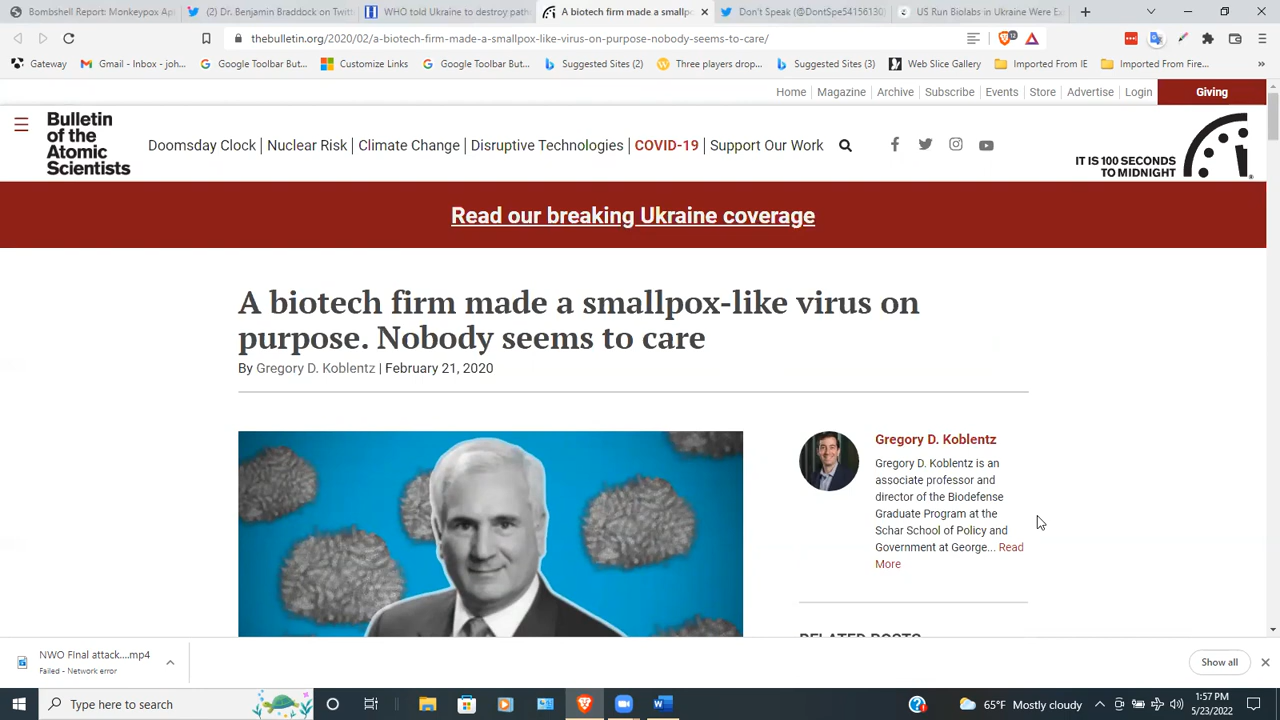 Bombshell Report: Monkeypox Ap
(2) Dr. Benjamin Braddock on Twitt
WHO told Ukraine to destroy path
A biotech firm made a smallpo
Don't Speak (@DontSpe54156130
US Run Biolabs in Ukraine Were E
thebulletin.org/2020/02/a-biotech-firm-made-a-smallpox-like-virus-on-purpose-nobody-seems-to-care/
12
Gateway
Gmail - Inbox - joh...
Google Toolbar But...
Customize Links
Google Toolbar But...
Suggested Sites (2)
Three players drop...
Suggested Sites (3)
Web Slice Gallery
Imported From IE
Imported From Fire...
Home | Magazine | Archive | Subscribe | Events | Store | Advertise | Login
Giving
Bulletin
of the
Atomic
Scientists
Doomsday Clock | Nuclear Risk | Climate Change | Disruptive Technologies | COVID-19 | Support Our Work
IT IS 100 SECONDS
TO MIDNIGHT
Read our breaking Ukraine coverage
A biotech firm made a smallpox-like virus on
purpose. Nobody seems to care
By Gregory D. Koblentz | February 21, 2020
Gregory D. Koblentz
Gregory D. Koblentz is an
associate professor and
director of the Biodefense
Graduate Program at the
Schar School of Policy and
Government at George... Read
More
RELATED POSTS
NWO FInal attack....mp4
Failed - Network error
Show all
Type here to search
65°F Mostly cloudy
1:57 PM
5/23/2022